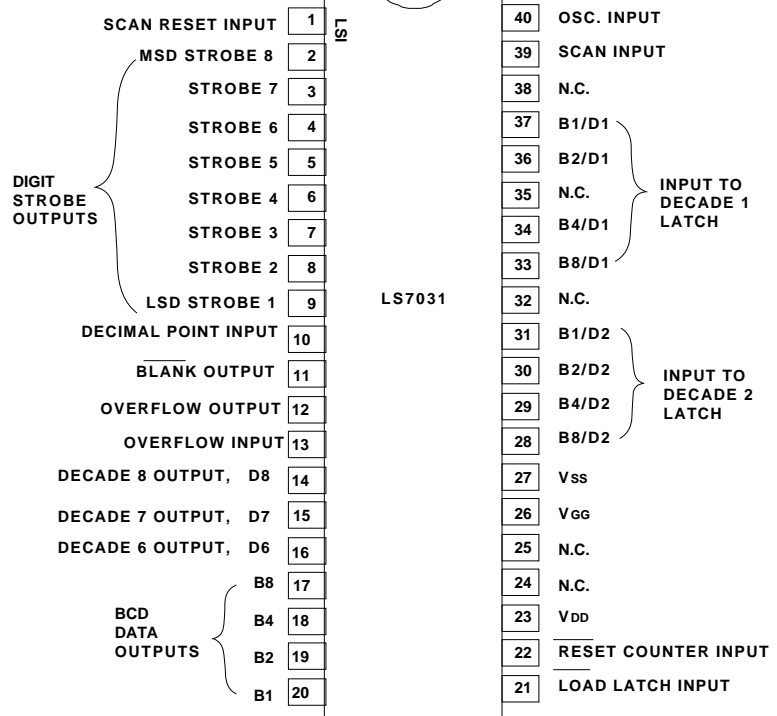 SCAN RESET INPUT 1
MSD STROBE 8 2
STROBE 7 3
STROBE 6 4
STROBE 5 5
STROBE 4 6
STROBE 3 7
STROBE 2 8
LSD STROBE 1 9
DECIMAL POINT INPUT 10
BLANK OUTPUT 11
OVERFLOW OUTPUT 12
OVERFLOW INPUT 13
DECADE 8 OUTPUT, D8 14
DECADE 7 OUTPUT, D7 15
DECADE 6 OUTPUT, D6 16
B8 17
B4 18
B2 19
B1 20
DIGIT
STROBE
OUTPUTS
BCD
DATA
OUTPUTS
LSI
LS7031
40 OSC. INPUT
39 SCAN INPUT
38 N.C.
37 B1/D1
36 B2/D1
35 N.C.
34 B4/D1
33 B8/D1
32 N.C.
31 B1/D2
30 B2/D2
29 B4/D2
28 B8/D2
27 VSS
26 VGG
25 N.C.
24 N.C.
23 VDD
22 RESET COUNTER INPUT
21 LOAD LATCH INPUT
INPUT TO
DECADE 1
LATCH
INPUT TO
DECADE 2
LATCH